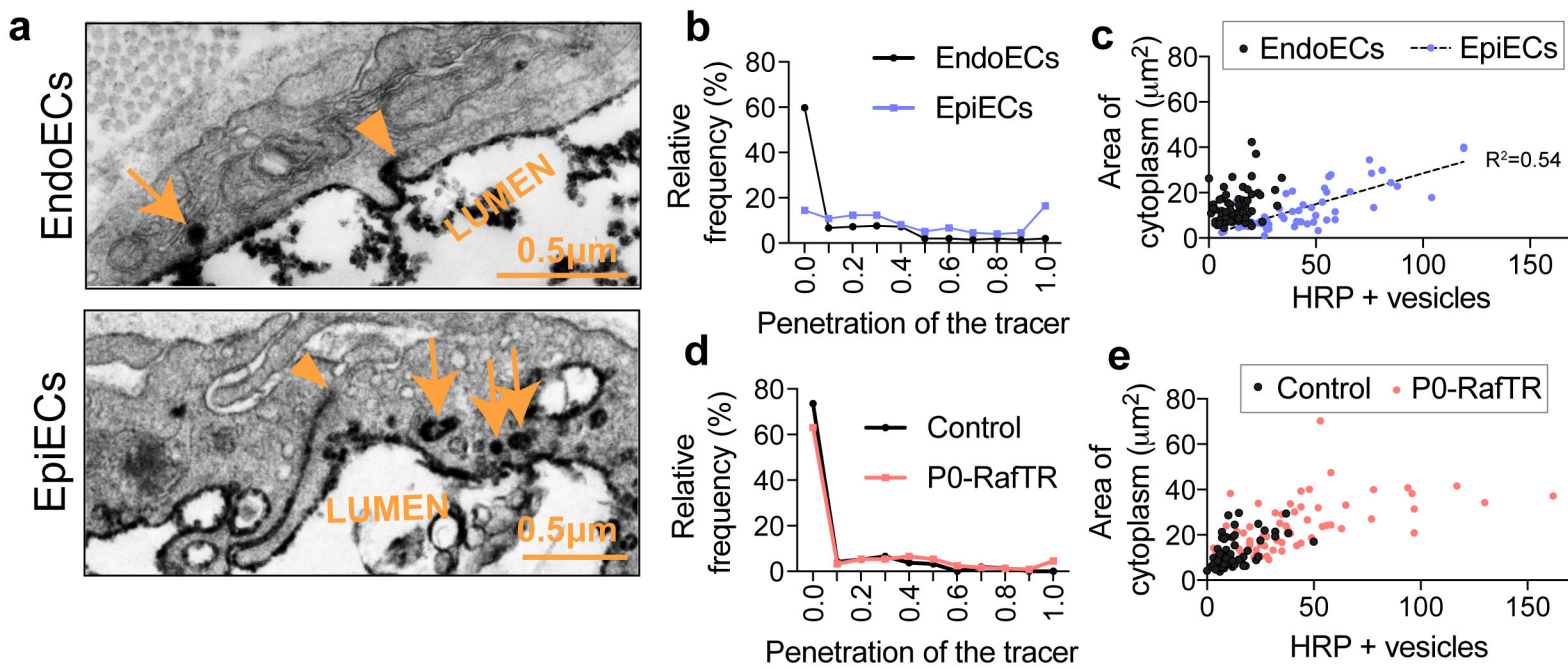 a
EndoECs
LUMEN
0.5µm
EpiECs
LUMEN
0.5µm
b
EndoECs
EpiECs
Relative
frequency (%)
80
60
40
20
0
0.0
0.2
0.4
0.6
0.8
1.0
Penetration of the tracer
c
EndoECs
EpiECs
Area of
cytoplasm (µm2)
80
60
40
20
0
R2=0.54
0
50
100
150
HRP + vesicles
d
Control
P0-RafTR
Relative
frequency (%)
80
60
40
20
0
0.0
0.2
0.4
0.6
0.8
1.0
Penetration of the tracer
e
Control
P0-RafTR
Area of
cytoplasm (µm2)
80
60
40
20
0
0
50
100
150
HRP + vesicles